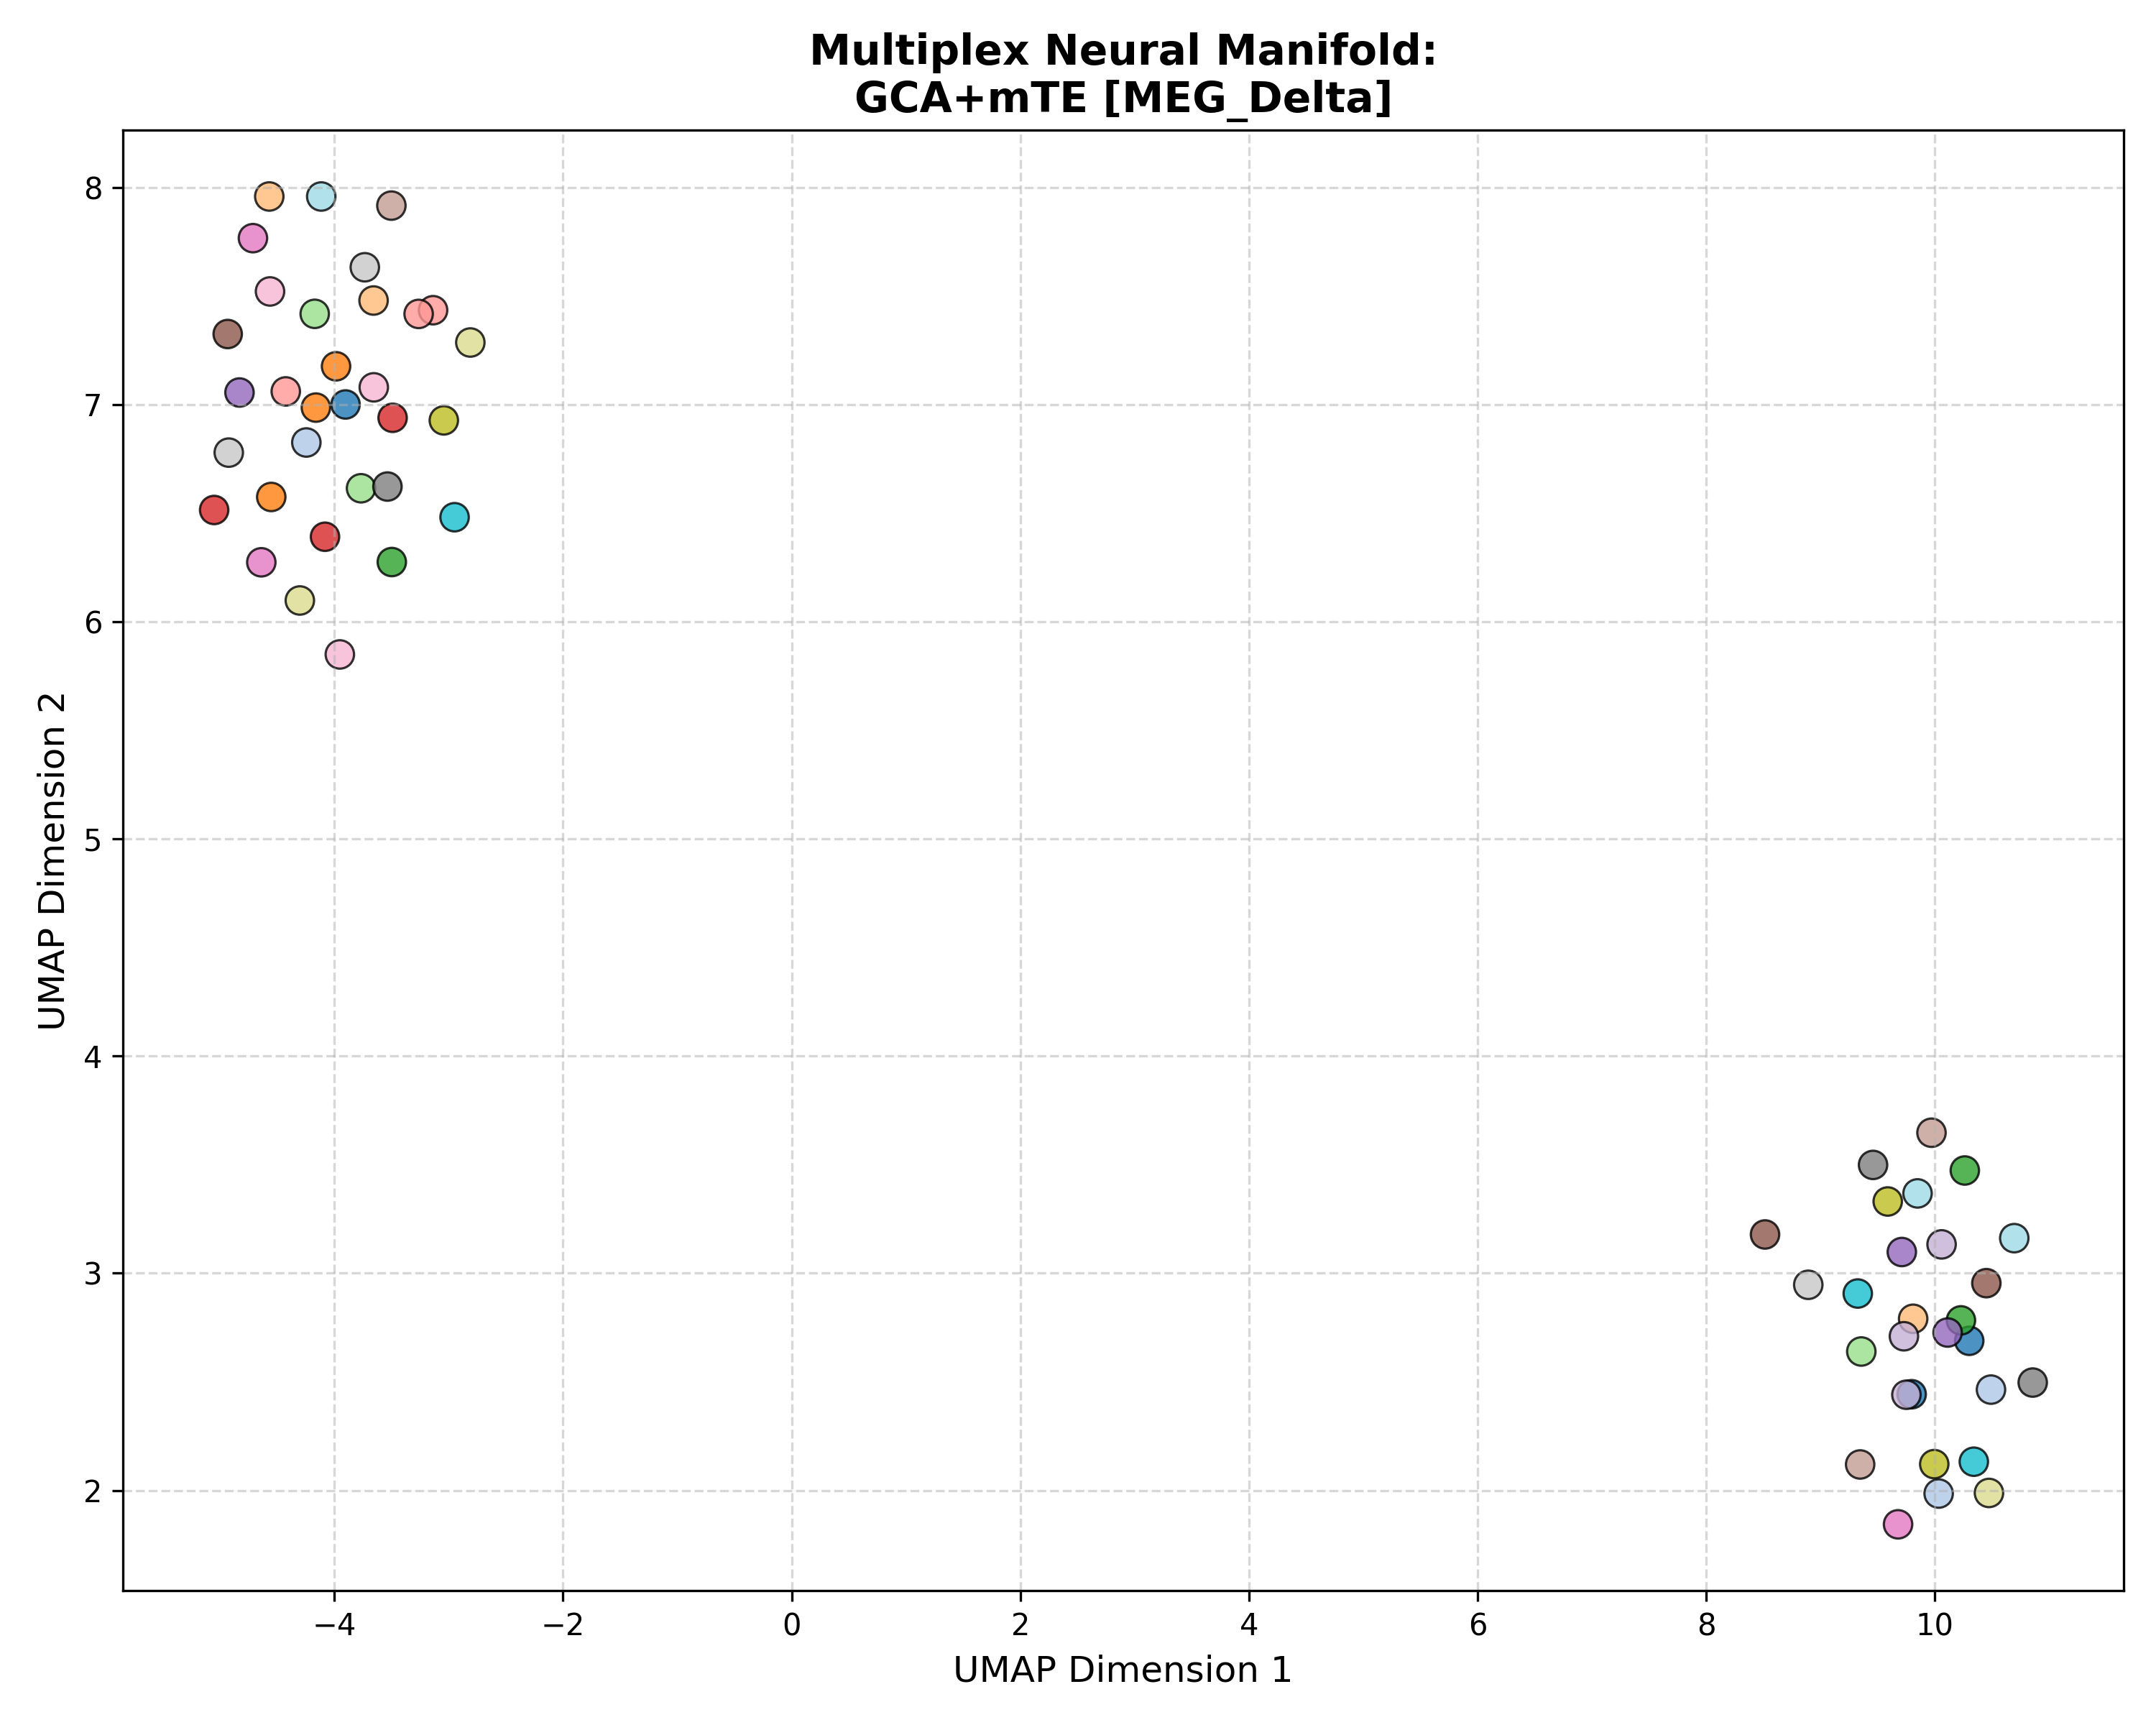 Multiplex Neural Manifold:
GCA+mTE [MEG_Delta]
8
7
6
5
4
3
2
UMAP Dimension 2
−4 −2 0 2 4 6 8 10
UMAP Dimension 1